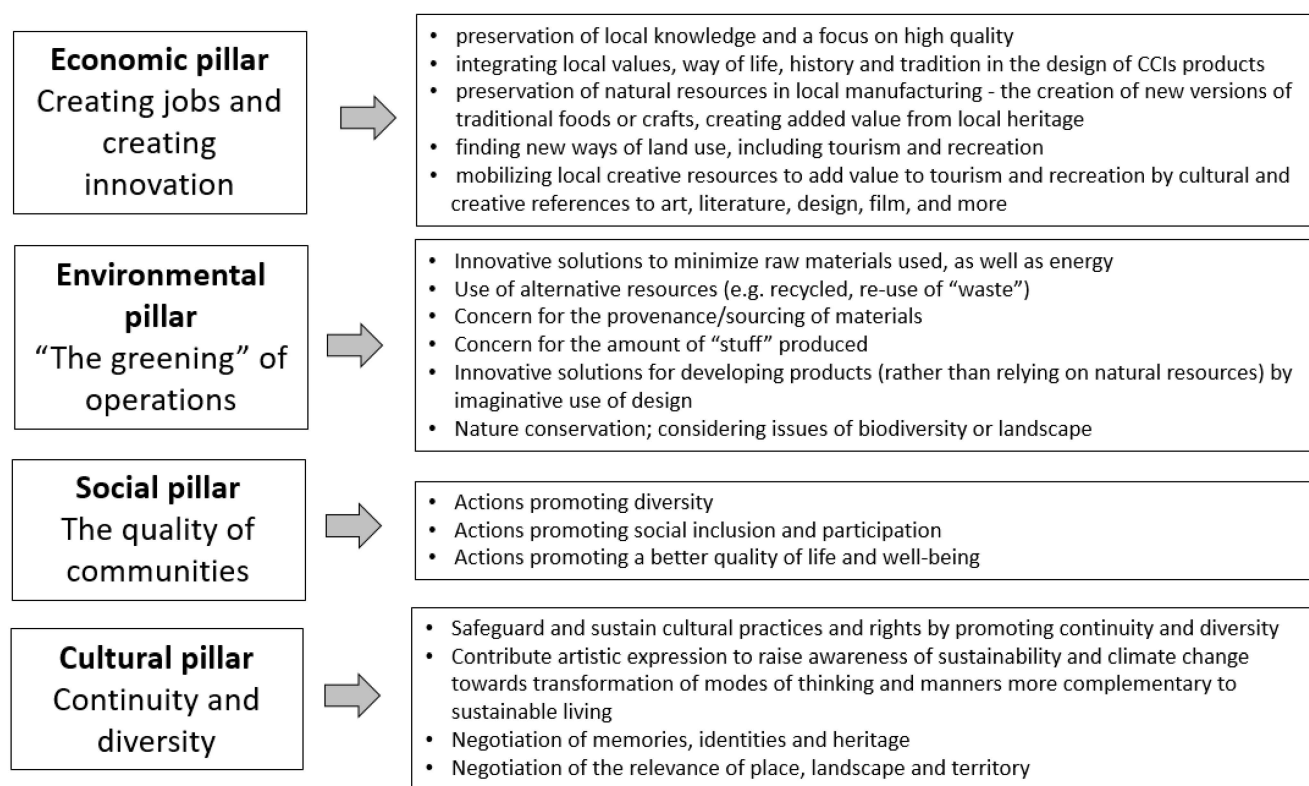 Economic pillar
Creating jobs and
creating
innovation
• preservation of local knowledge and a focus on high quality
• integrating local values, way of life, history and tradition in the design of CCIs products
• preservation of natural resources in local manufacturing - the creation of new versions of
traditional foods or crafts, creating added value from local heritage
• finding new ways of land use, including tourism and recreation
• mobilizing local creative resources to add value to tourism and recreation by cultural and
creative references to art, literature, design, film, and more
Environmental
pillar
“The greening” of
operations
• Innovative solutions to minimize raw materials used, as well as energy
• Use of alternative resources (e.g. recycled, re-use of “waste”)
• Concern for the provenance/sourcing of materials
• Concern for the amount of “stuff” produced
• Innovative solutions for developing products (rather than relying on natural resources) by
imaginative use of design
• Nature conservation; considering issues of biodiversity or landscape
Social pillar
The quality of
communities
• Actions promoting diversity
• Actions promoting social inclusion and participation
• Actions promoting a better quality of life and well-being
Cultural pillar
Continuity and
diversity
• Safeguard and sustain cultural practices and rights by promoting continuity and diversity
• Contribute artistic expression to raise awareness of sustainability and climate change
towards transformation of modes of thinking and manners more complementary to
sustainable living
• Negotiation of memories, identities and heritage
• Negotiation of the relevance of place, landscape and territory